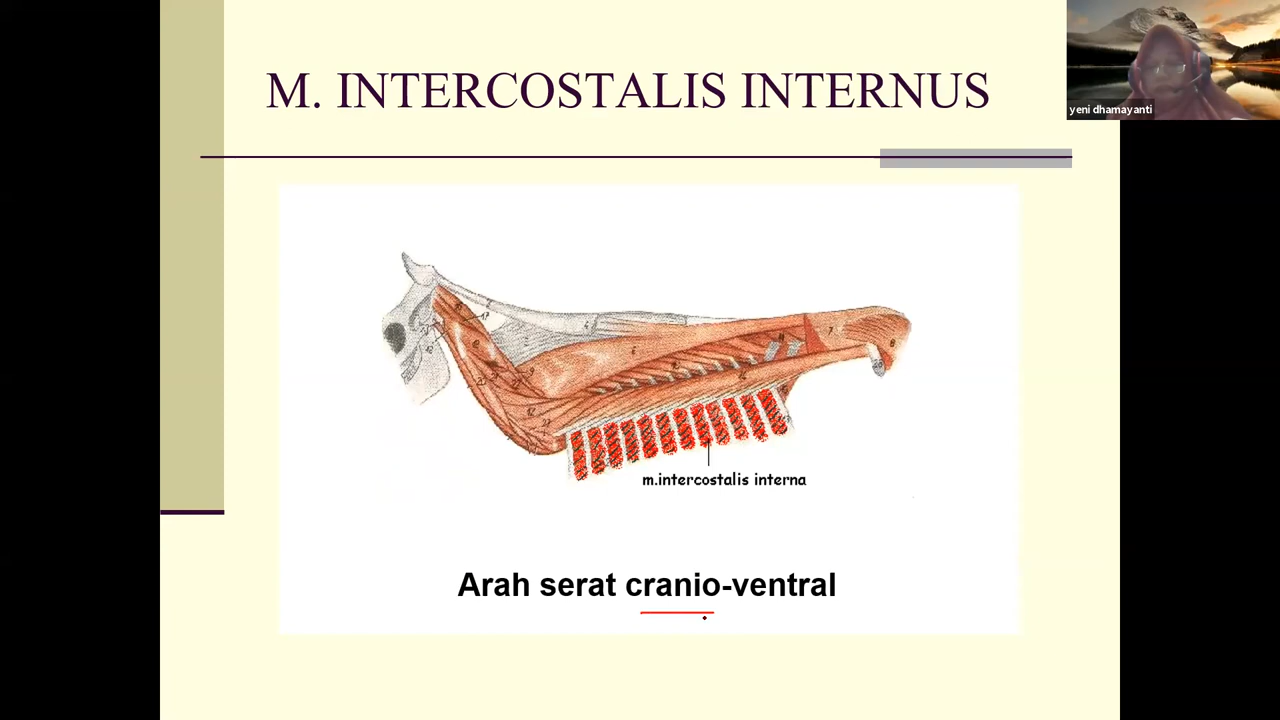 M. INTERCOSTALIS INTERNUS
yeni dhamayanti
m.intercostalis interna
Arah serat cranio-ventral